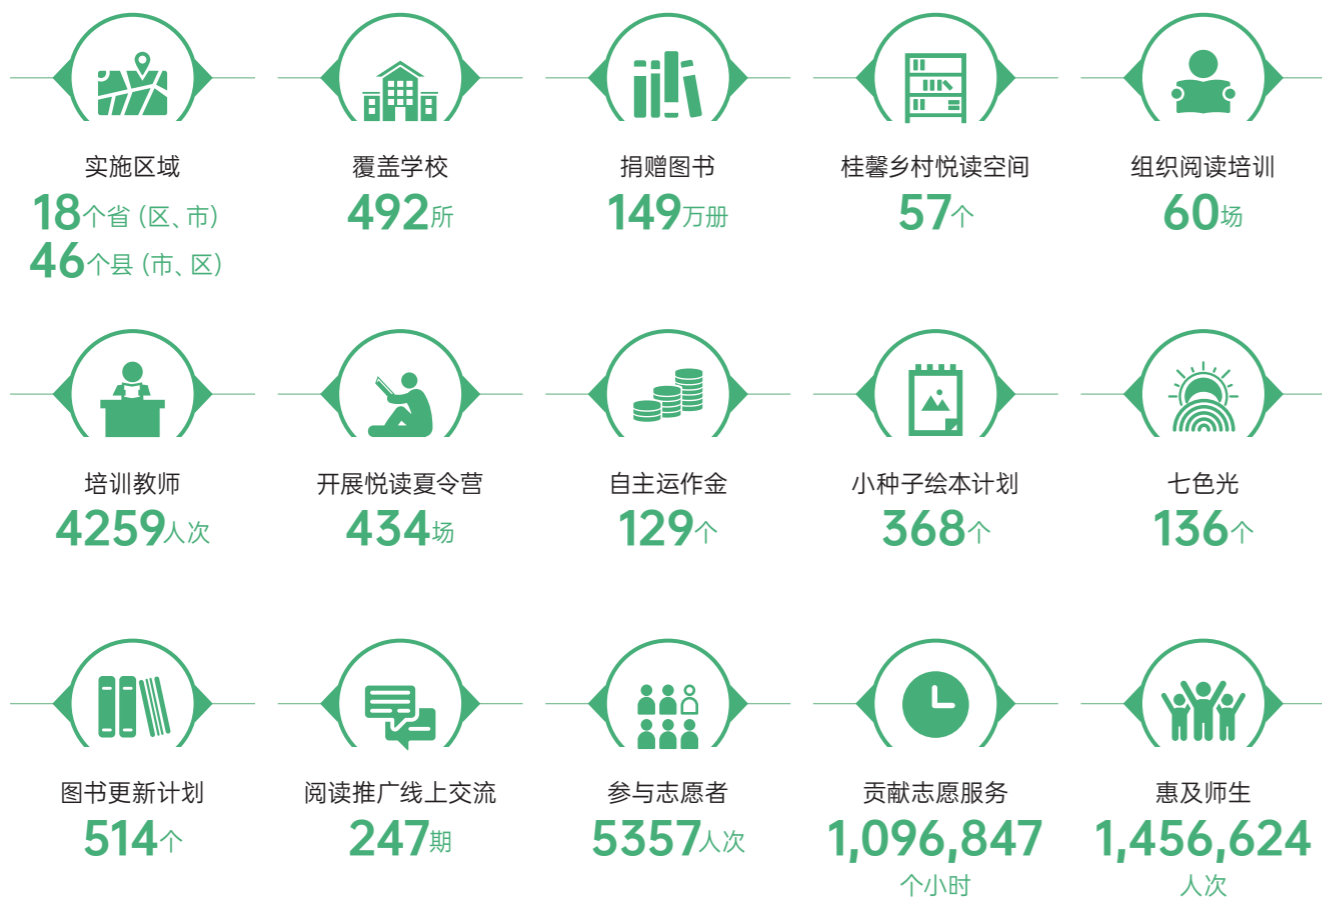 实施区域
18个省（区、市）
46个县（市、区）
覆盖学校
492所
捐赠图书
149万册
桂馨乡村悦读空间
57个
组织阅读培训
60场
培训教师
4259人次
开展悦读夏令营
434场
自主运作金
129个
小种子绘本计划
368个
七色光
136个
图书更新计划
514个
阅读推广线上交流
247期
参与志愿者
5357人次
贡献志愿服务
1,096,847
个小时
惠及师生
1,456,624
人次